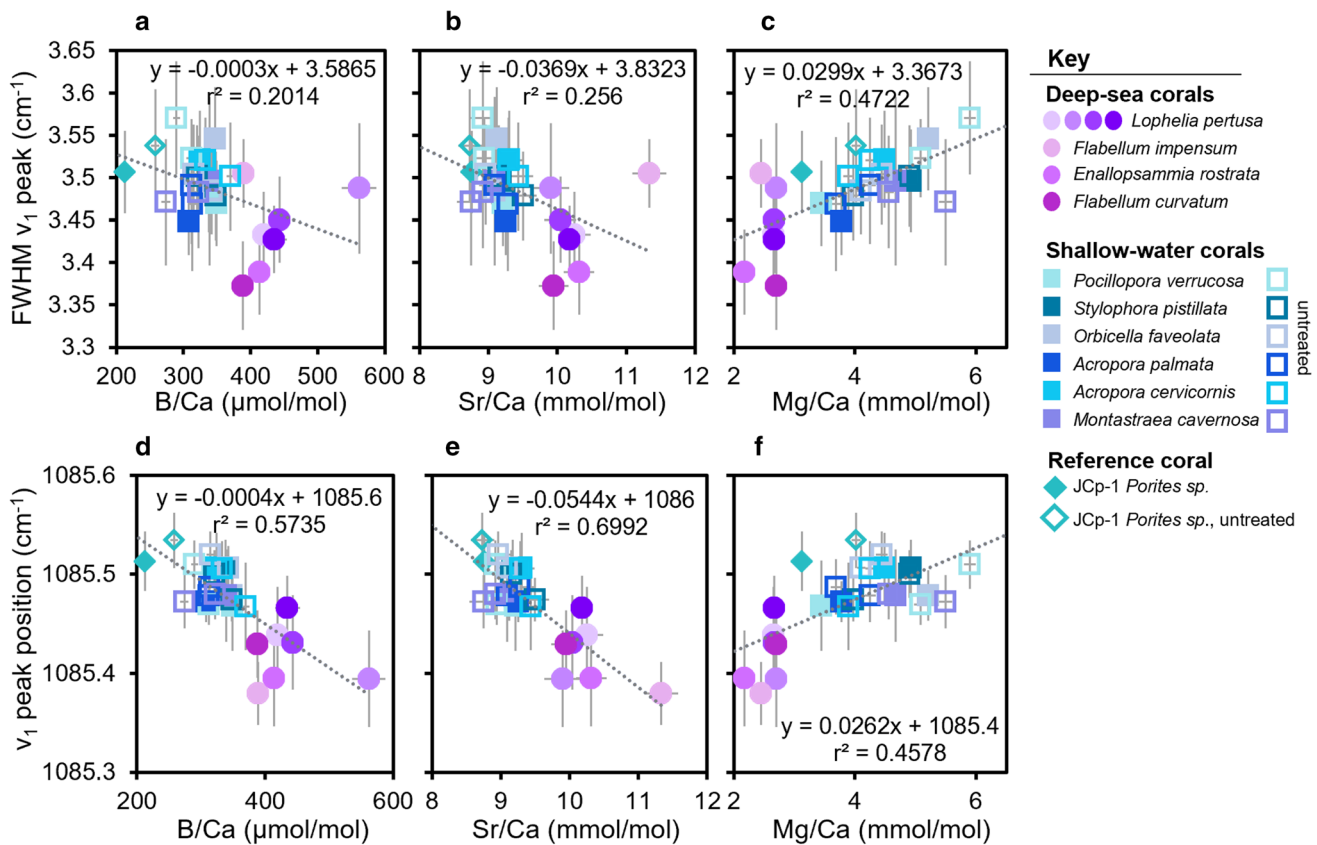 a
b
c
3.65
3.6
3.55
3.5
3.45
3.4
3.35
3.3
FWHM v1 peak (cm-1)
y = -0.0003x + 3.5865
r² = 0.2014
y = -0.0369x + 3.8323
r² = 0.256
y = 0.0299x + 3.3673
r² = 0.4722
200 300 400 500 600
B/Ca (μmol/mol)
8 9 10 11 12
Sr/Ca (mmol/mol)
2 4 6
Mg/Ca (mmol/mol)
d
e
f
1085.6
1085.5
1085.4
1085.3
v1 peak position (cm-1)
y = -0.0004x + 1085.6
r² = 0.5735
y = -0.0544x + 1086
r² = 0.6992
y = 0.0262x + 1085.4
r² = 0.4578
200 400 600
B/Ca (μmol/mol)
8 9 10 11 12
Sr/Ca (mmol/mol)
2 4 6
Mg/Ca (mmol/mol)
Key
Deep-sea corals
Lophelia pertusa
Flabellum impensum
Enallopsammia rostrata
Flabellum curvatum
Shallow-water corals
Pocillopora verrucosa
Stylophora pistillata
Orbicella faveolata
Acropora palmata
Acropora cervicornis
Montastraea cavernosa
untreated
Reference coral
JCp-1 Porites sp.
JCp-1 Porites sp., untreated